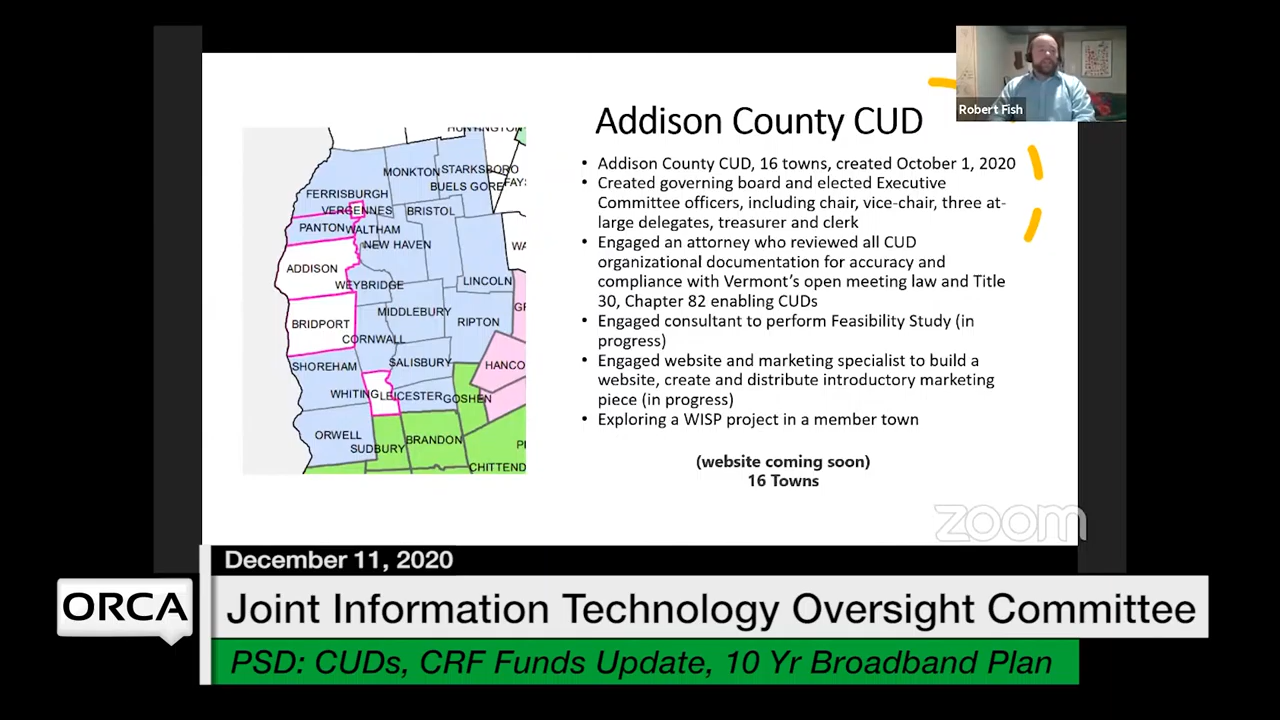 Robert Fish
Addison County CUD
• Addison County CUD, 16 towns, created October 1, 2020
• Created governing board and elected Executive
Committee officers, including chair, vice-chair, three at-
large delegates, treasurer and clerk
• Engaged an attorney who reviewed all CUD
organizational documentation for accuracy and
compliance with Vermont’s open meeting law and Title
30, Chapter 82 enabling CUDs
• Engaged consultant to perform Feasibility Study (in
progress)
• Engaged website and marketing specialist to build a
website, create and distribute introductory marketing
piece (in progress)
• Exploring a WISP project in a member town
(website coming soon)
16 Towns
HUNTINGTON
MONKTON
STARKSBORO
BUELS GORE
FAYS
FERRISBURGH
VERGENNES
BRISTOL
PANTON
WALTHAM
NEW HAVEN
WA
ADDISON
WEYBRIDGE
LINCOLN
MIDDLEBURY
GR
BRIDPORT
RIPTON
CORNWALL
SALISBURY
SHOREHAM
HANCO
WHITING
LEICESTER
GOSHEN
ORWELL
BRANDON
SUDBURY
CHITTEND
zoom
December 11, 2020
ORCA
Joint Information Technology Oversight Committee
PSD: CUDs, CRF Funds Update, 10 Yr Broadband Plan